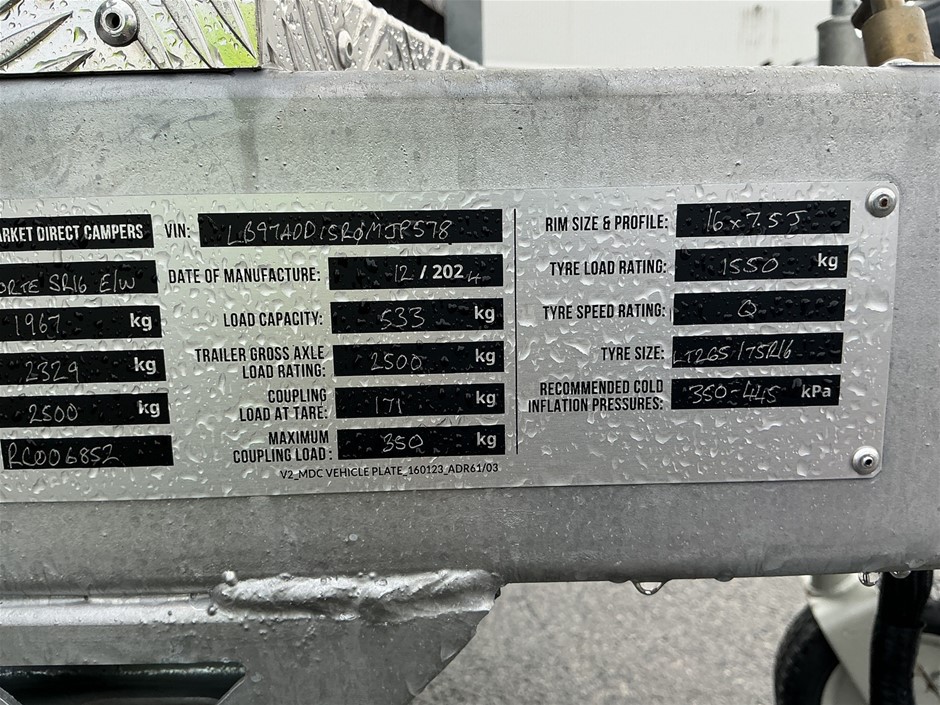 ARKET DIRECT CAMPERS
ORTE SR16 E/W
1967 kg
2329 kg
2500 kg
RC006852
VIN:
DATE OF MANUFACTURE: 12 / 2024
LOAD CAPACITY: 533 kg
TRAILER GROSS AXLE
LOAD RATING: 2500 kg
COUPLING
LOAD AT TARE: 171 kg
MAXIMUM
COUPLING LOAD: 350 kg
V2_MDC VEHICLE PLATE_160123_ADR61/03
RIM SIZE & PROFILE: 16x7.5J
TYRE LOAD RATING: 1550 kg
TYRE SPEED RATING: Q
TYRE SIZE: LT265/75R16
RECOMMENDED COLD
INFLATION PRESSURES: 350-445 kPa